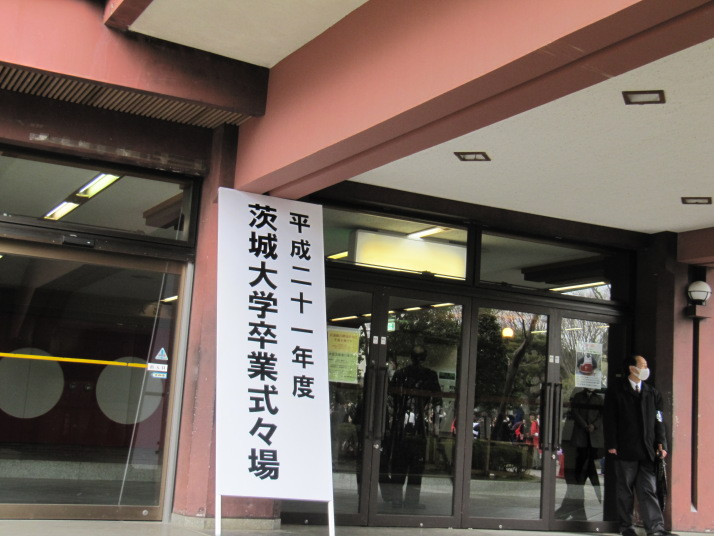 平成二十一年度
茨城大学卒業式々場